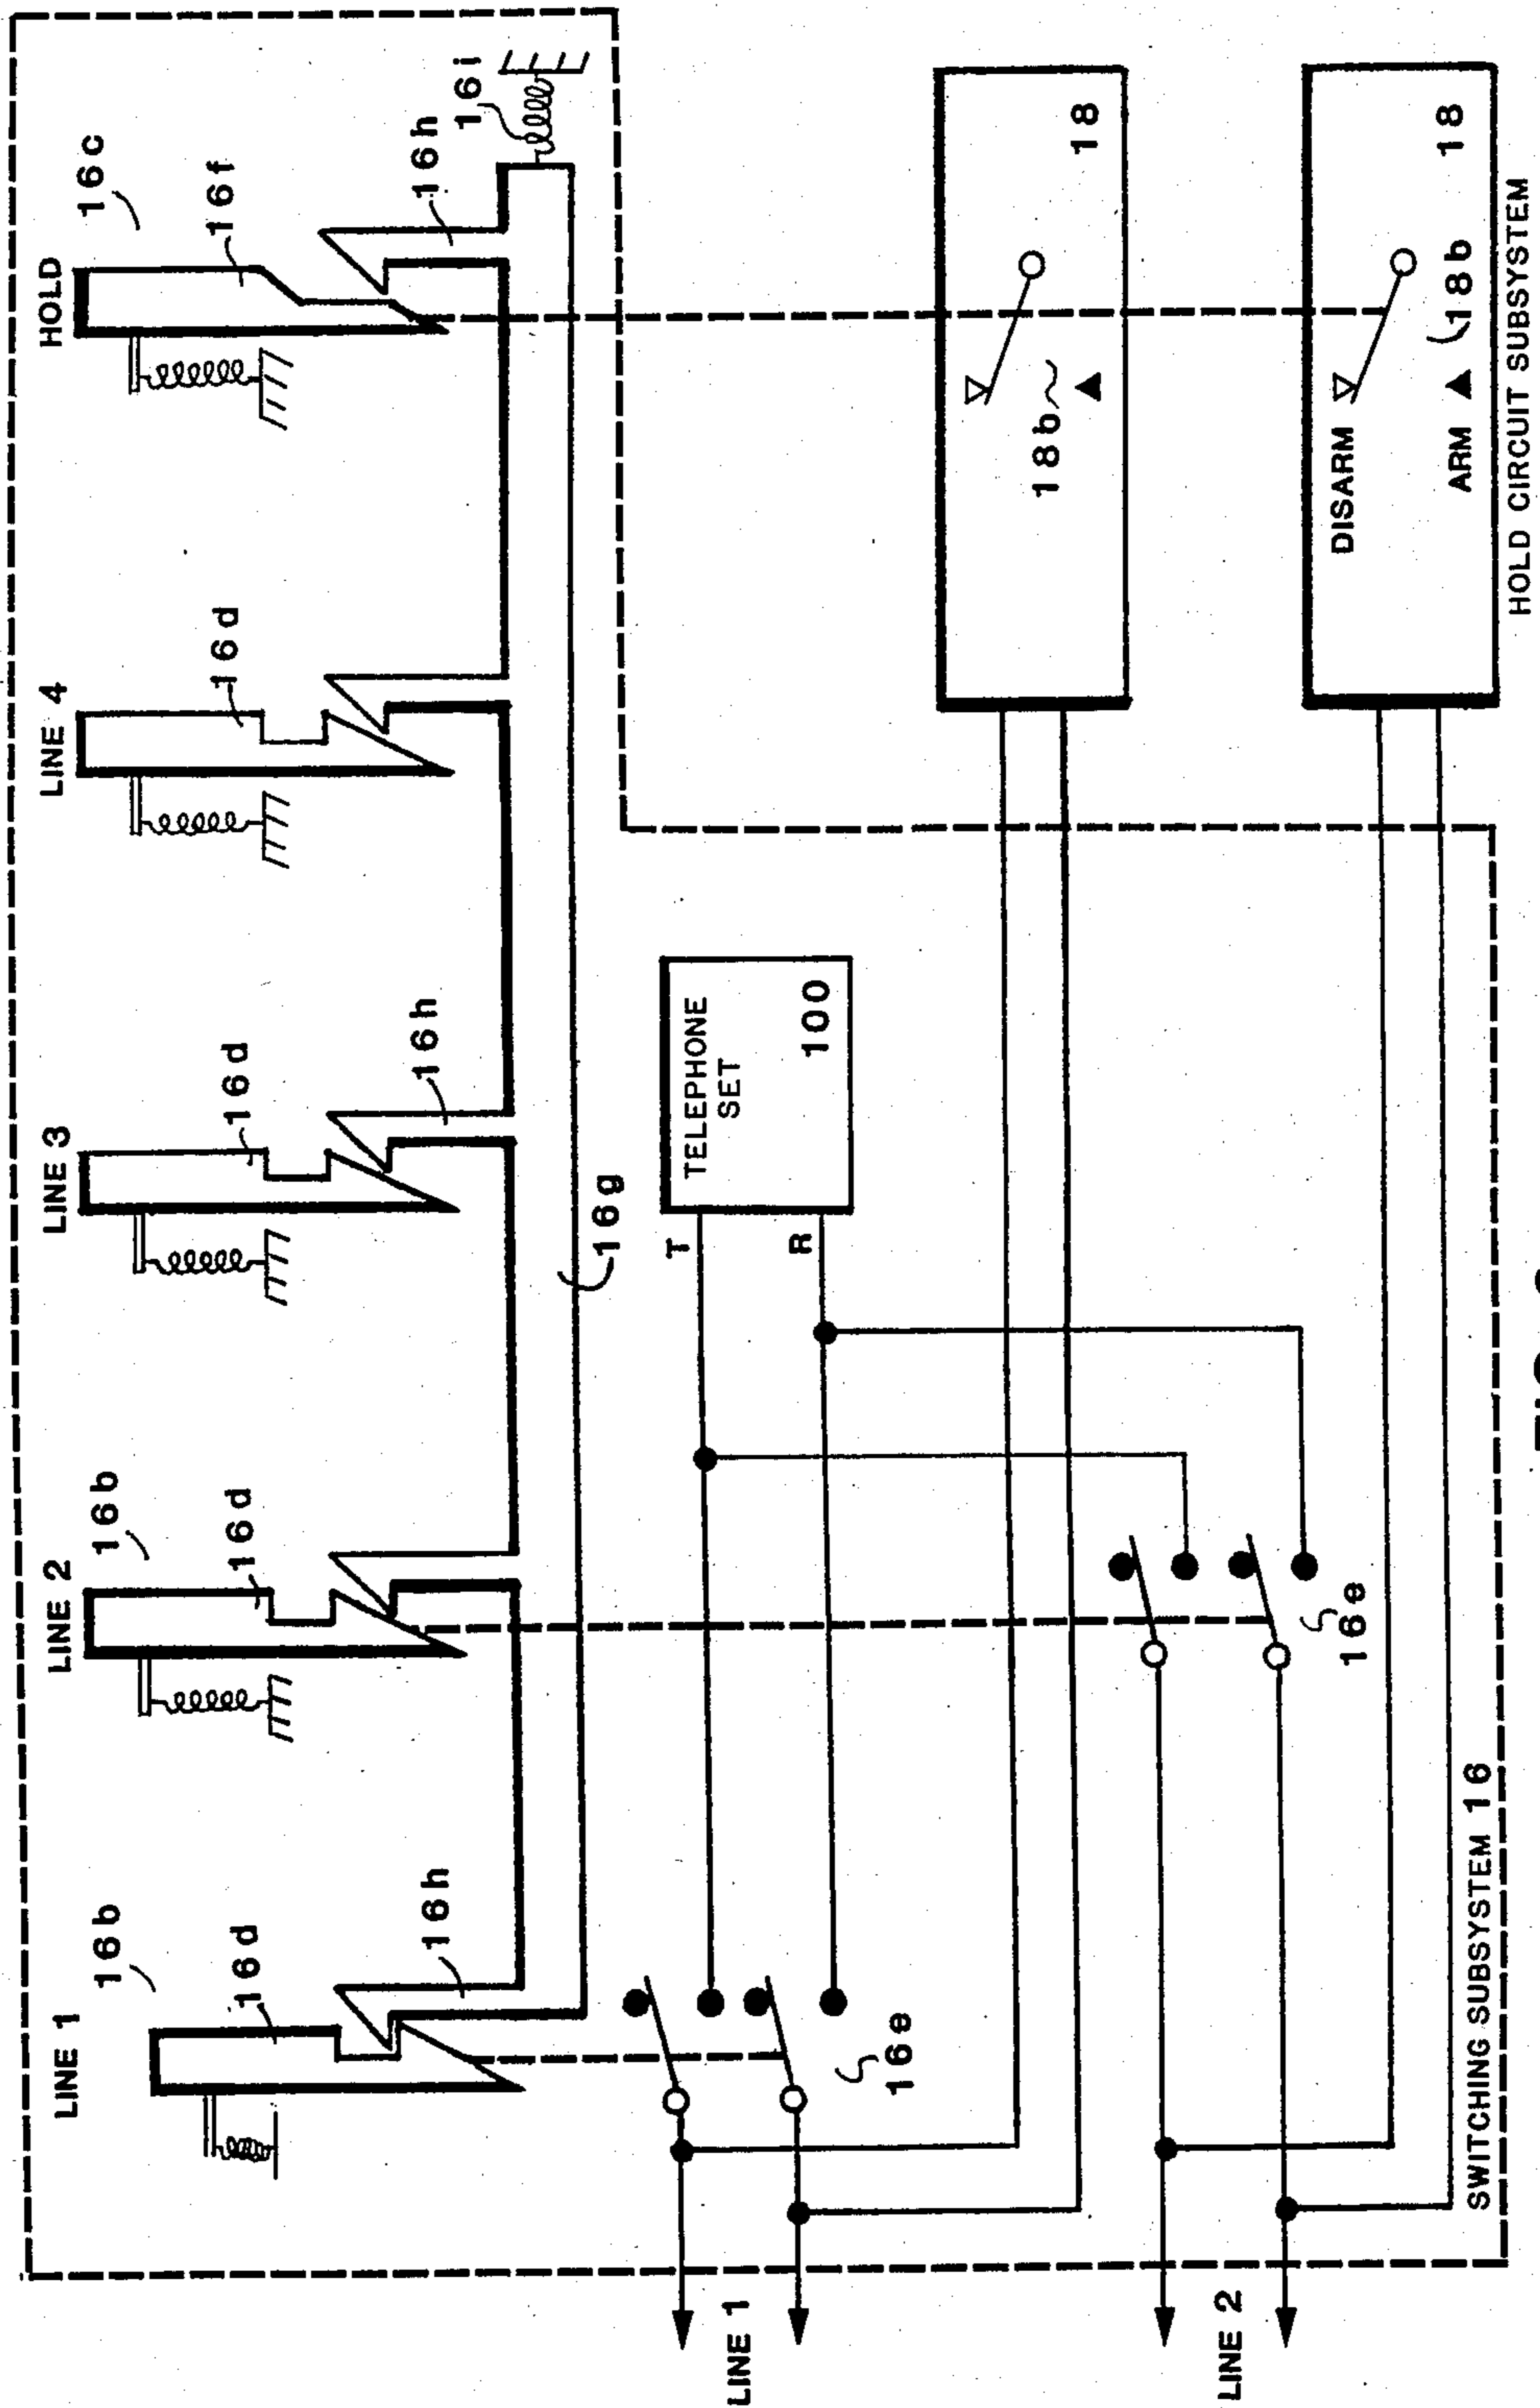 LINE 1
LINE 2
LINE 3
LINE 4
HOLD
16b
16b
16c
16d
16d
16d
16d
16f
16h
16h
16h
16i
16g
TELEPHONE
SET
100
T
R
16e
16e
LINE 1
LINE 2
18b
18
DISARM
ARM
18b
18
SWITCHING SUBSYSTEM 16
HOLD CIRCUIT SUBSYSTEM